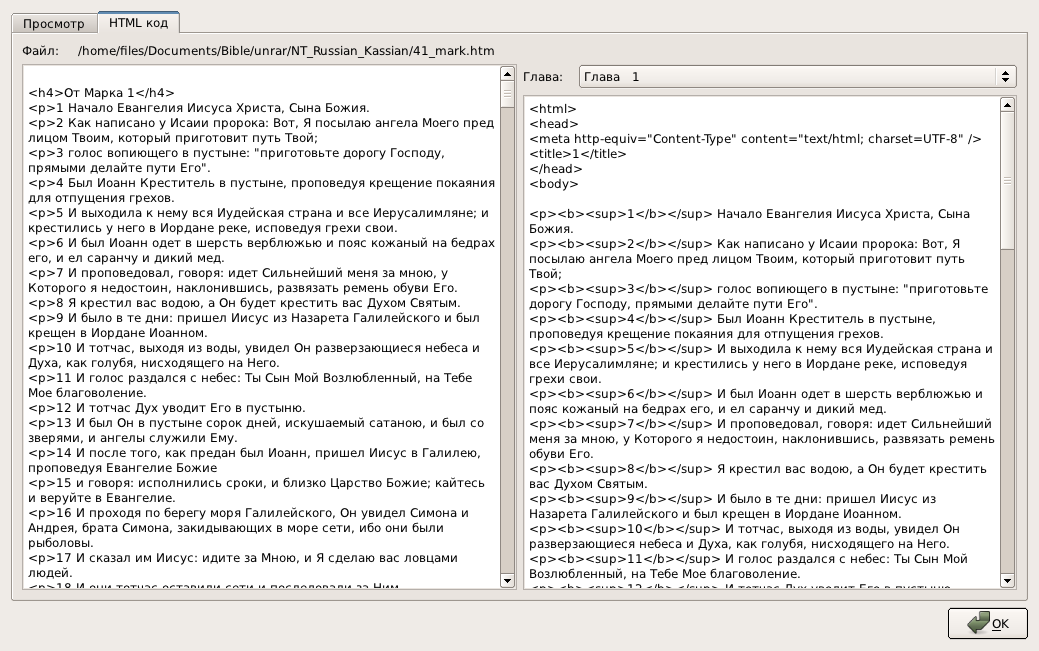 Просмотр
HTML код
Файл: /home/files/Documents/Bible/unrar/NT_Russian_Kassian/41_mark.htm
<h4>От Марка 1</h4>
<p>1 Начало Евангелия Иисуса Христа, Сына Божия.
<p>2 Как написано у Исаии пророка: Вот, Я посылаю ангела Моего пред
лицом Твоим, который приготовит путь Твой;
<p>3 голос вопиющего в пустыне: "приготовьте дорогу Господу,
прямыми делайте пути Его".
<p>4 Был Иоанн Креститель в пустыне, проповедуя крещение покаяния
для отпущения грехов.
<p>5 И выходила к нему вся Иудейская страна и все Иерусалимляне; и
крестились у него в Иордане реке, исповедуя грехи свои.
<p>6 И был Иоанн одет в шерсть верблюжью и пояс кожаный на бедрах
его, и ел саранчу и дикий мед.
<p>7 И проповедовал, говоря: идет Сильнейший меня за мною, у
Которого я недостоин, наклонившись, развязать ремень обуви Его.
<p>8 Я крестил вас водою, а Он будет крестить вас Духом Святым.
<p>9 И было в те дни: пришел Иисус из Назарета Галилейского и был
крещен в Иордане Иоанном.
<p>10 И тотчас, выходя из воды, увидел Он разверзающиеся небеса и
Духа, как голубя, нисходящего на Него.
<p>11 И голос раздался с небес: Ты Сын Мой Возлюбленный, на Тебе
Мое благоволение.
<p>12 И тотчас Дух уводит Его в пустыню.
<p>13 И был Он в пустыне сорок дней, искушаемый сатаною, и был со
зверями, и ангелы служили Ему.
<p>14 И после того, как предан был Иоанн, пришел Иисус в Галилею,
проповедуя Евангелие Божие
<p>15 и говоря: исполнились сроки, и близко Царство Божие; кайтесь
и веруйте в Евангелие.
<p>16 И проходя по берегу моря Галилейского, Он увидел Симона и
Андрея, брата Симона, закидывающих в море сети, ибо они были
рыболовы.
<p>17 И сказал им Иисус: идите за Мною, и Я сделаю вас ловцами
людей.
<p>18 И они тотчас оставили сети и последовали за Ним.
Глава: Глава 1
<html>
<head>
<meta http-equiv="Content-Type" content="text/html; charset=UTF-8" />
<title>1</title>
</head>
<body>
<p><b><sup>1</b></sup> Начало Евангелия Иисуса Христа, Сына
Божия.
<p><b><sup>2</b></sup> Как написано у Исаии пророка: Вот, Я
посылаю ангела Моего пред лицом Твоим, который приготовит путь
Твой;
<p><b><sup>3</b></sup> голос вопиющего в пустыне: "приготовьте
дорогу Господу, прямыми делайте пути Его".
<p><b><sup>4</b></sup> Был Иоанн Креститель в пустыне,
проповедуя крещение покаяния для отпущения грехов.
<p><b><sup>5</b></sup> И выходила к нему вся Иудейская страна и
все Иерусалимляне; и крестились у него в Иордане реке, исповедуя
грехи свои.
<p><b><sup>6</b></sup> И был Иоанн одет в шерсть верблюжью и
пояс кожаный на бедрах его, и ел саранчу и дикий мед.
<p><b><sup>7</b></sup> И проповедовал, говоря: идет Сильнейший
меня за мною, у Которого я недостоин, наклонившись, развязать ремень
обуви Его.
<p><b><sup>8</b></sup> Я крестил вас водою, а Он будет крестить
вас Духом Святым.
<p><b><sup>9</b></sup> И было в те дни: пришел Иисус из
Назарета Галилейского и был крещен в Иордане Иоанном.
<p><b><sup>10</b></sup> И тотчас, выходя из воды, увидел Он
разверзающиеся небеса и Духа, как голубя, нисходящего на Него.
<p><b><sup>11</b></sup> И голос раздался с небес: Ты Сын Мой
Возлюбленный, на Тебе Мое благоволение.
<p><b><sup>12</b></sup> И тотчас Дух уводит Его в пустыню.
OK